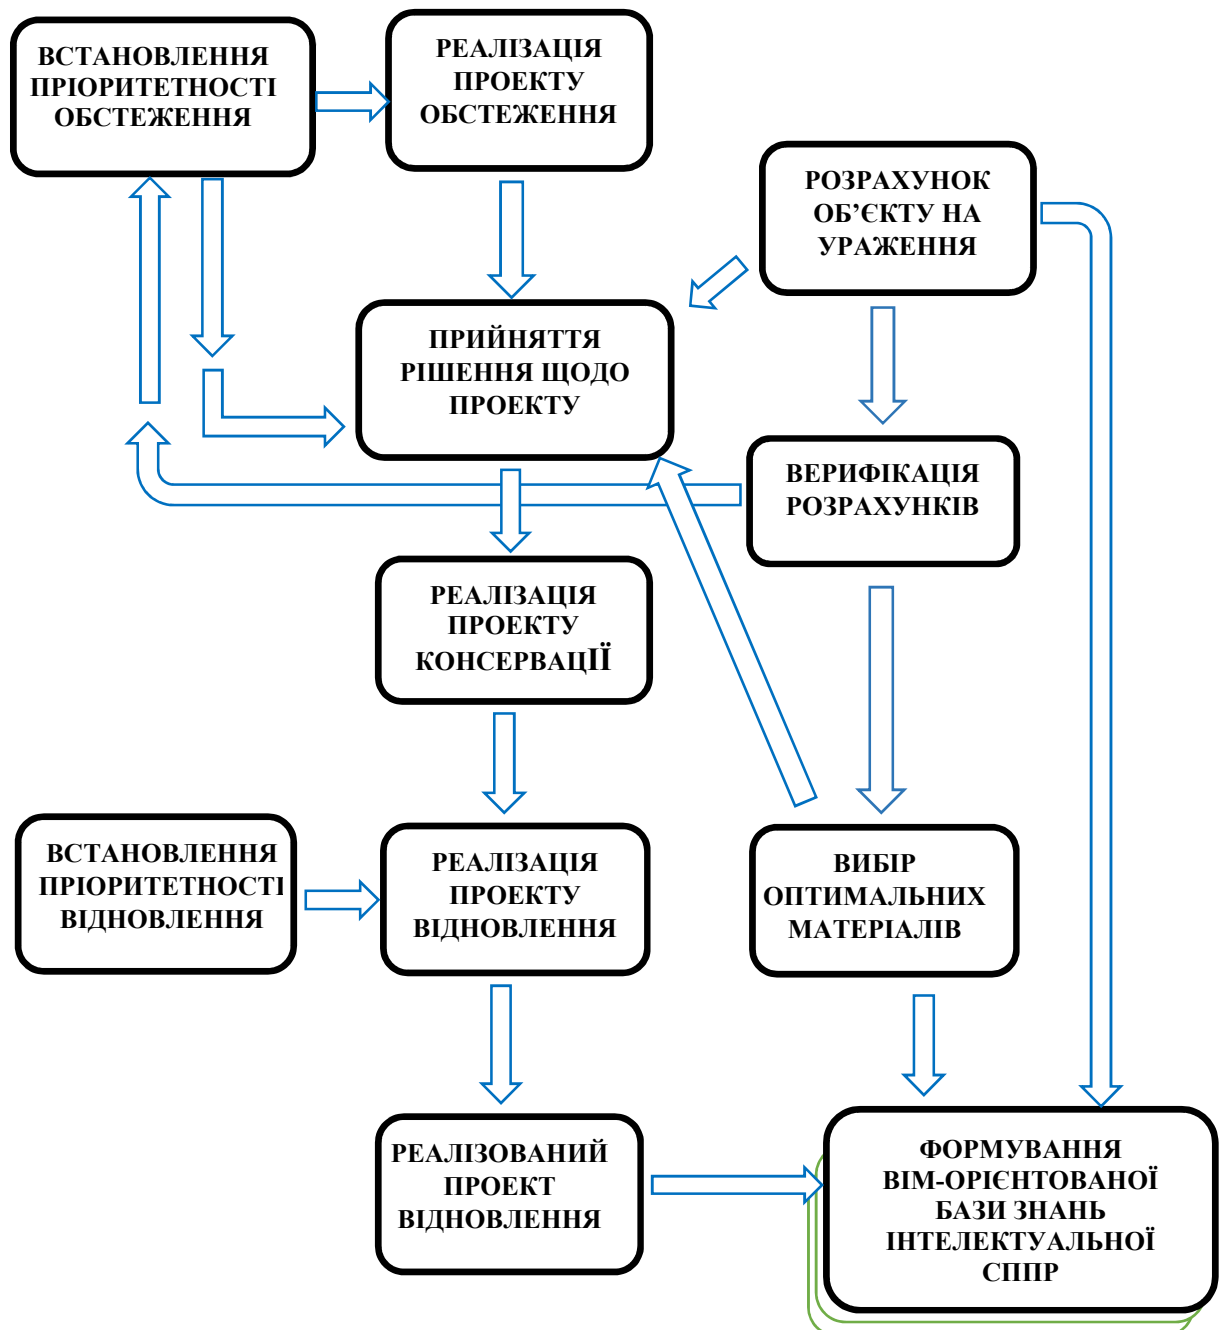 ВСТАНОВЛЕННЯ
ПРІОРИТЕТНОСТІ
ОБСТЕЖЕННЯ
РЕАЛІЗАЦІЯ
ПРОЕКТУ
ОБСТЕЖЕННЯ
РОЗРАХУНОК
ОБ’ЄКТУ НА
УРАЖЕННЯ
ПРИЙНЯТТЯ
РІШЕННЯ ЩОДО
ПРОЕКТУ
ВЕРИФІКАЦІЯ
РОЗРАХУНКІВ
РЕАЛІЗАЦІЯ
ПРОЕКТУ
КОНСЕРВАЦІЇ
ВСТАНОВЛЕННЯ
ПРІОРИТЕТНОСТІ
ВІДНОВЛЕННЯ
РЕАЛІЗАЦІЯ
ПРОЕКТУ
ВІДНОВЛЕННЯ
ВИБІР
ОПТИМАЛЬНИХ
МАТЕРІАЛІВ
РЕАЛІЗОВАНИЙ
ПРОЕКТ
ВІДНОВЛЕННЯ
ФОРМУВАННЯ
ВІМ-ОРІЄНТОВАНОЇ
БАЗИ ЗНАНЬ
ІНТЕЛЕКТУАЛЬНОЇ
СППР